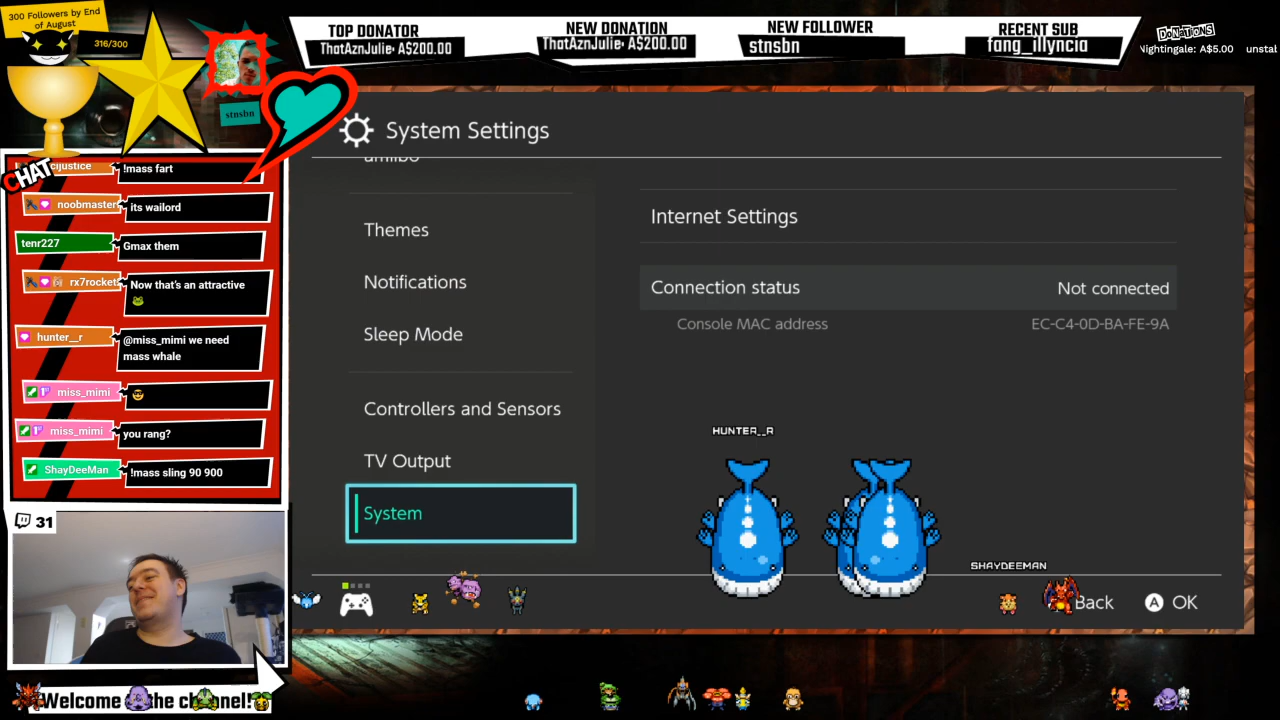 300 Followers by End
of August
316/300
stnsbn
TOP DONATOR
ThatAznJulie: A$200.00
NEW DONATION
ThatAznJulie: A$200.00
NEW FOLLOWER
stnsbn
RECENT SUB
fang_illyncia
DONATIONS
Nightingale: A$5.00 unstal
CHAT
cijustice !mass fart
noobmaster its wailord
tenr227 Gmax them
rx7rockets Now that's an attractive 🐸
hunter__r @miss_mimi we need
mass whale
miss_mimi 😎
miss_mimi you rang?
ShayDeeMan !mass sling 90 900
31
Welcome the channel!
System Settings
amiibo
Themes
Notifications
Sleep Mode
Controllers and Sensors
TV Output
System
Internet Settings
Connection status Not connected
Console MAC address EC-C4-0D-BA-FE-9A
HUNTER__R
SHAYDEEMAN
Back
A OK